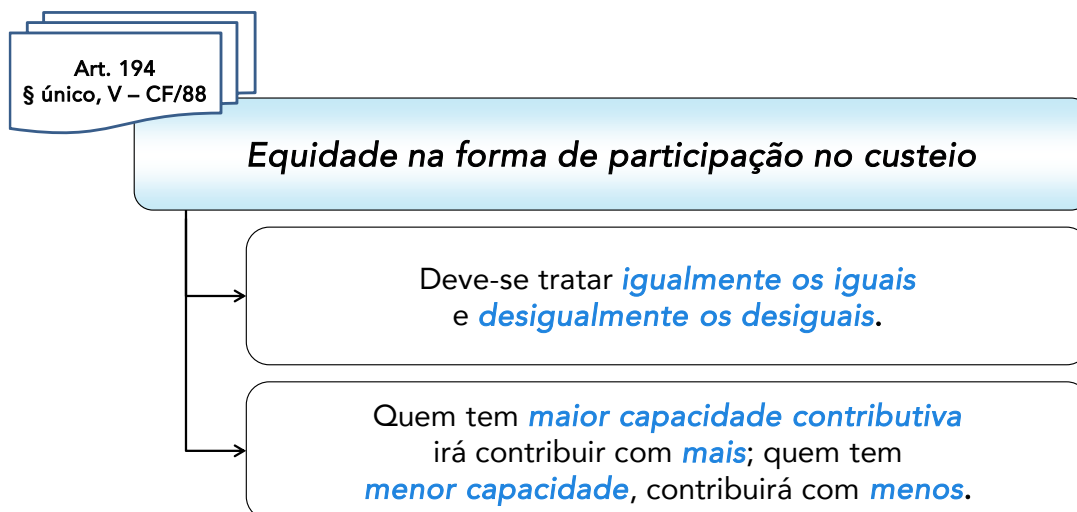 Art. 194
§ único, V – CF/88
Equidade na forma de participação no custeio
Deve-se tratar igualmente os iguais
e desigualmente os desiguais.
Quem tem maior capacidade contributiva
irá contribuir com mais; quem tem
menor capacidade, contribuirá com menos.